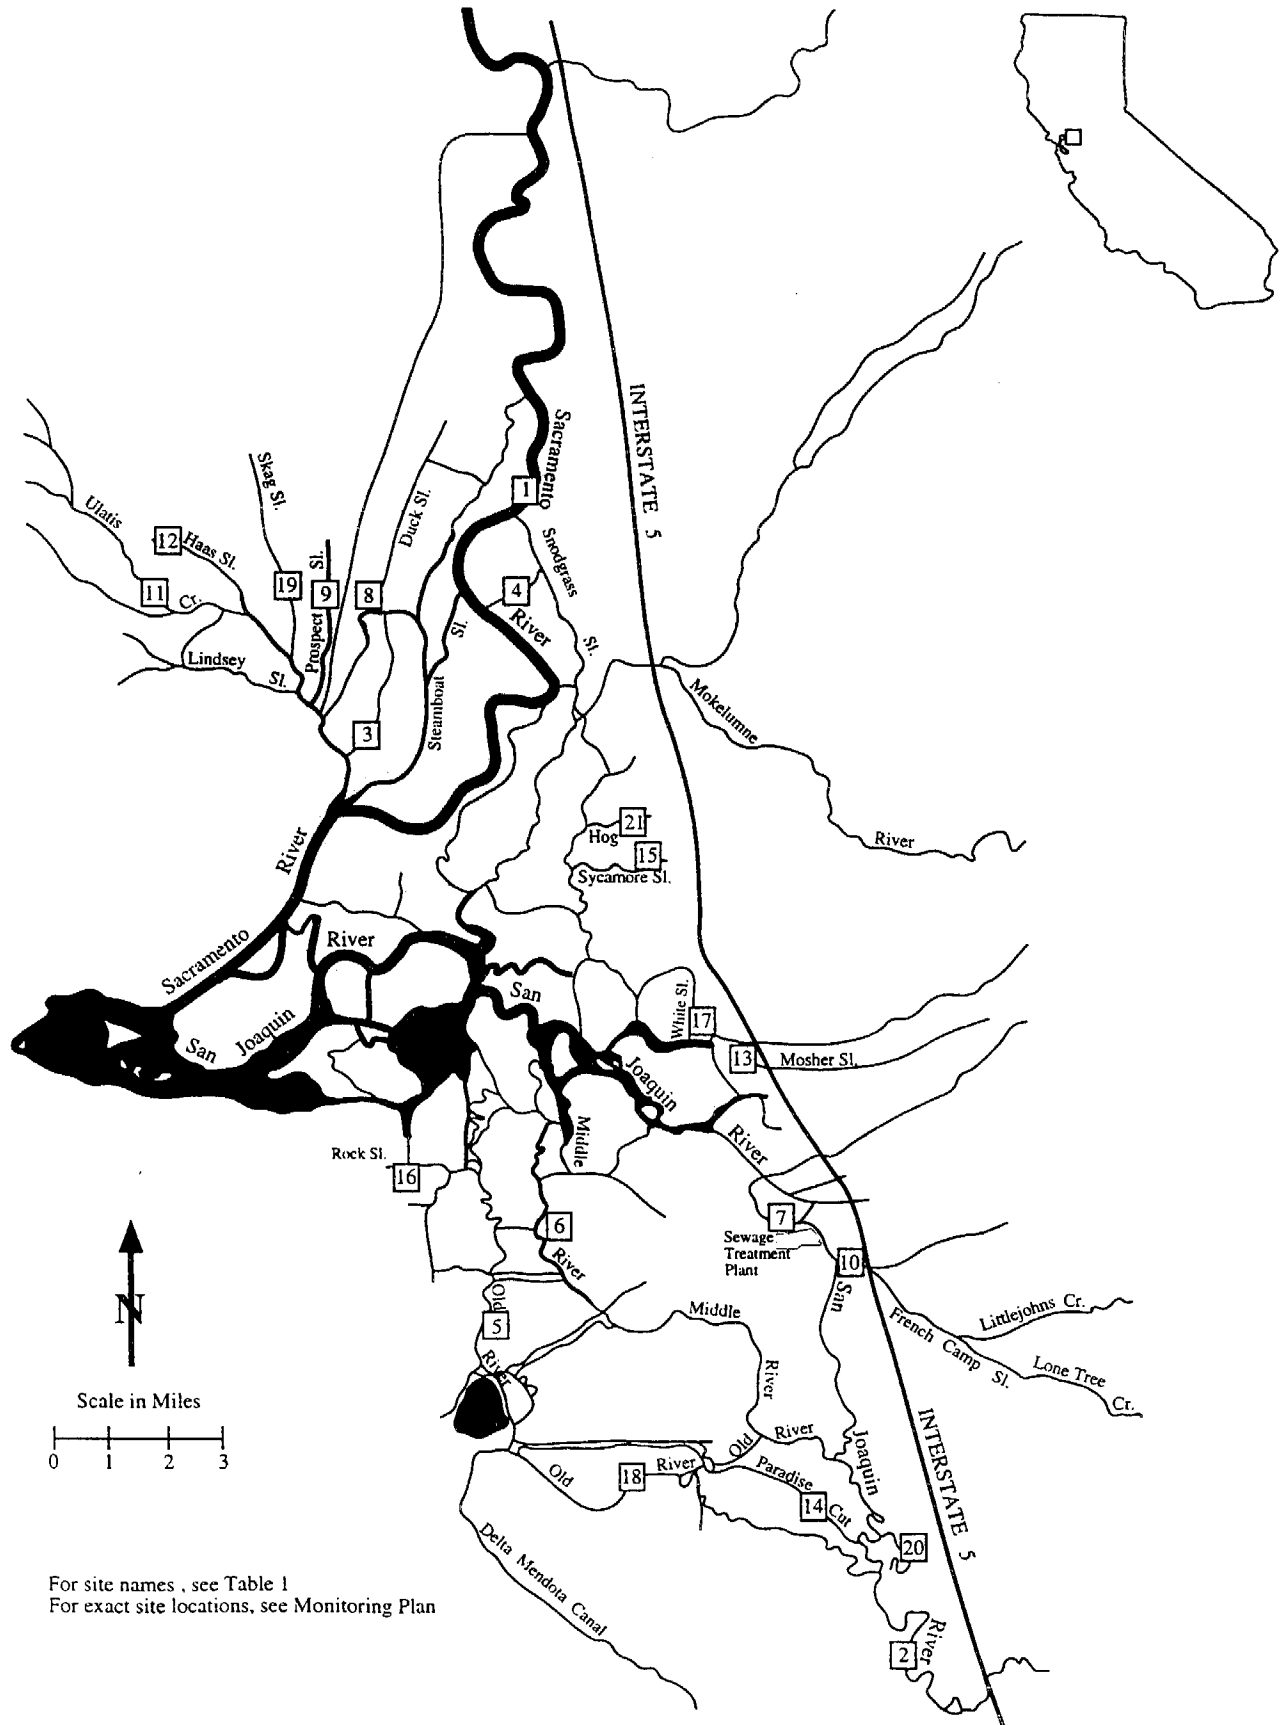 INTERSTATE 5
Sacramento
River
Skag Sl.
Duck Sl.
Ulatis
Cr.
12
Haas Sl.
11
19
9
Prospect Sl.
8
1
Snodgrass Sl.
4
Lindsey
Sl.
Steamboat
Sl.
3
Mokelumne
River
River
Hog
21
15
Sycamore Sl.
Sacramento
River
San
San
Joaquin
White Sl.
17
13
Mosher Sl.
Joaquin
Middle
River
Rock Sl.
16
6
River
7
Sewage
Treatment
Plant
10
San
Old
5
River
Middle
River
French Camp Sl.
Littlejohns Cr.
Lone Tree
Cr.
N
Scale in Miles
0 1 2 3
Old
18
River
Old
River
Paradise
14
Cut
Joaquin
INTERSTATE 5
20
Delta Mendota Canal
2
River
For site names , see Table 1
For exact site locations, see Monitoring Plan